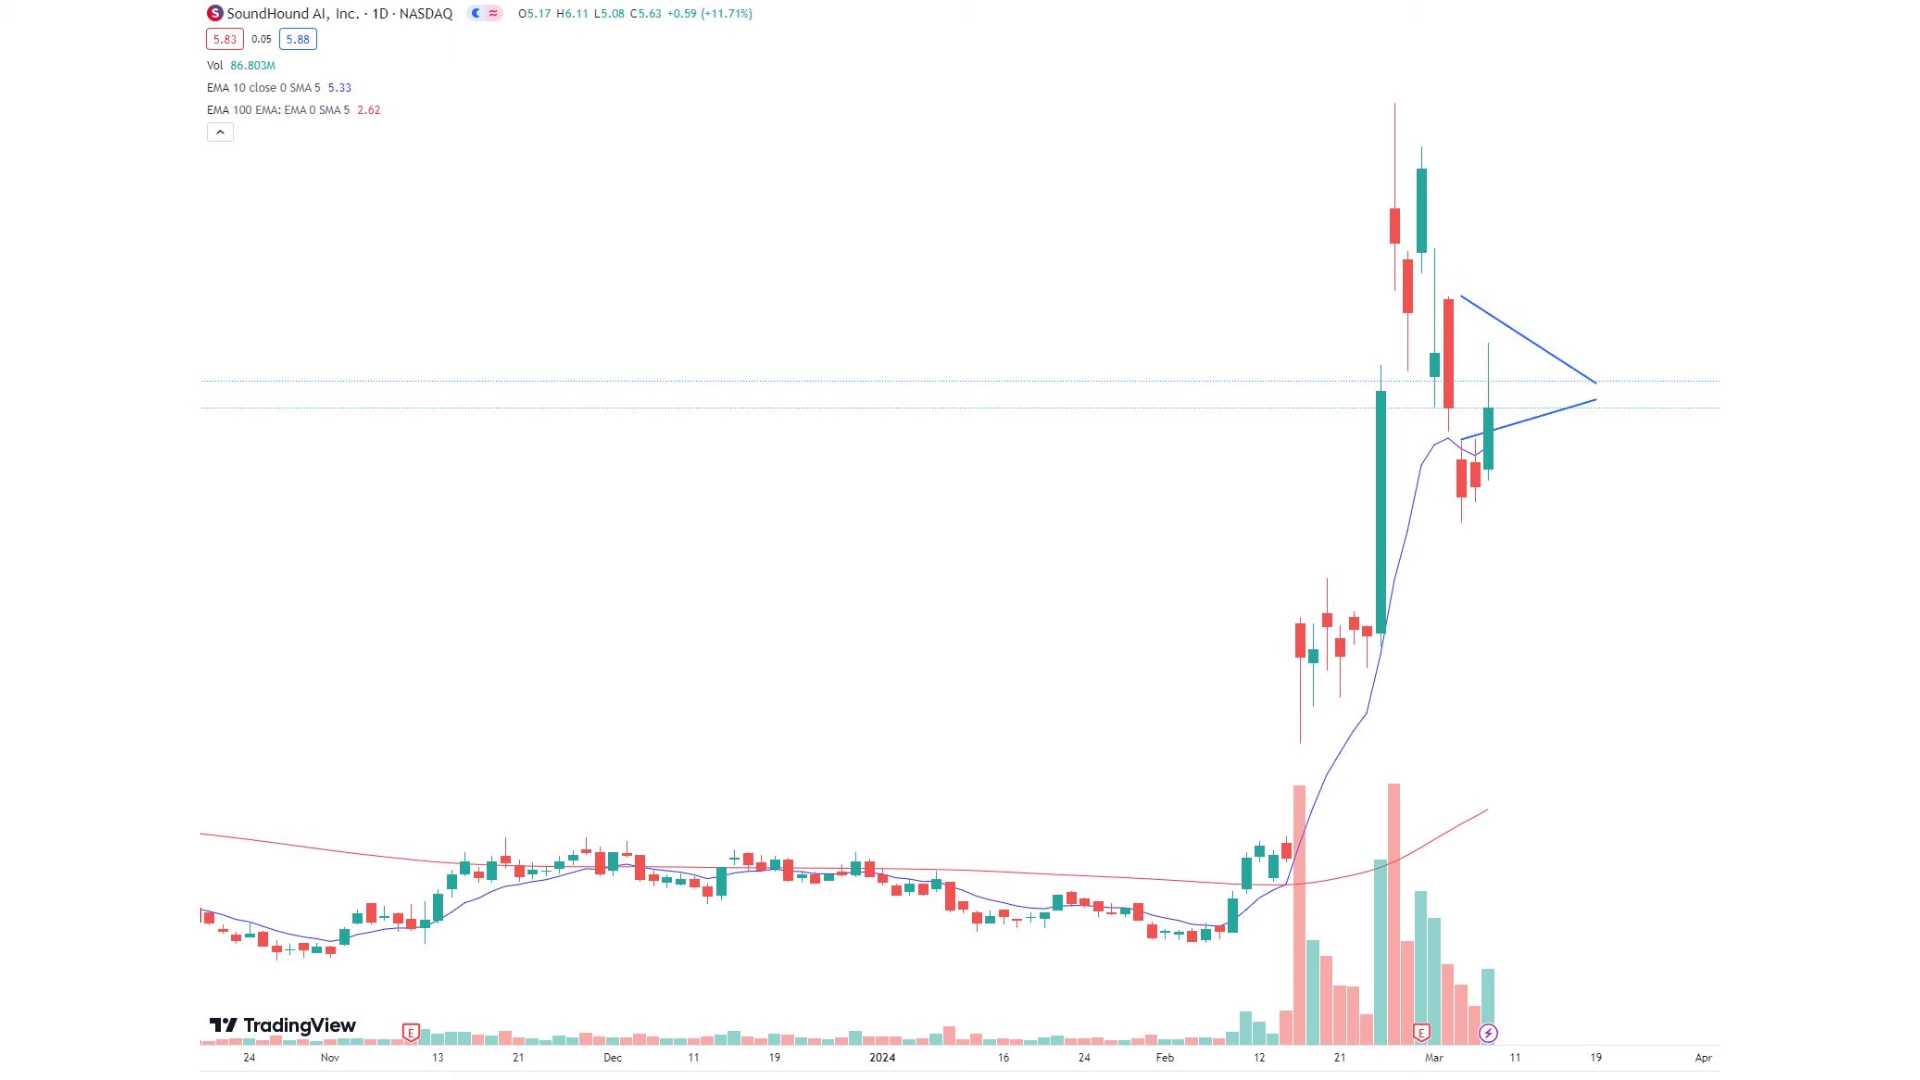 S SoundHound AI, Inc. · 1D · NASDAQ ≈ O5.17 H6.11 L5.08 C5.63 +0.59 (+11.71%)
5.83 0.05 5.88
Vol 86.803M
EMA 10 close 0 SMA 5 5.33
EMA 100 EMA: EMA 0 SMA 5 2.62
TradingView
E E
24 Nov 13 21 Dec 11 19 2024 16 24 Feb 12 21 Mar 11 19 Apr